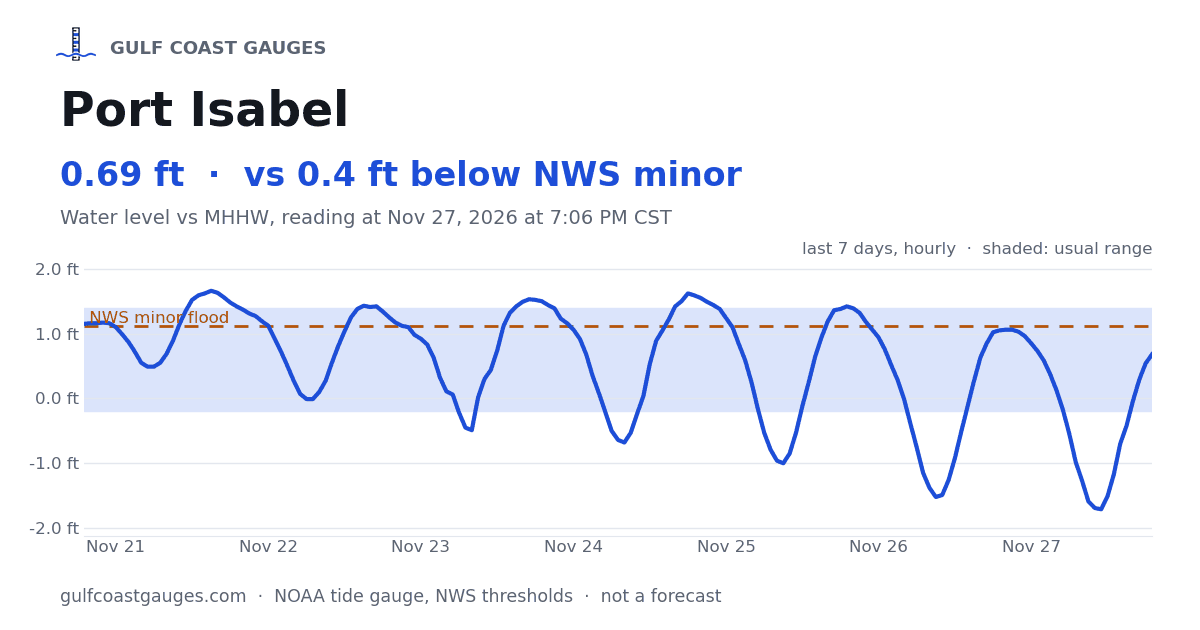 GULF COAST GAUGES
Port Isabel
0.69 ft · vs 0.4 ft below NWS minor
Water level vs MHHW, reading at Nov 27, 2026 at 7:06 PM CST
last 7 days, hourly · shaded: usual range
2.0 ft
NWS minor flood
1.0 ft
0.0 ft
-1.0 ft
-2.0 ft
Nov 21 Nov 22 Nov 23 Nov 24 Nov 25 Nov 26 Nov 27
gulfcoastgauges.com · NOAA tide gauge, NWS thresholds · not a forecast